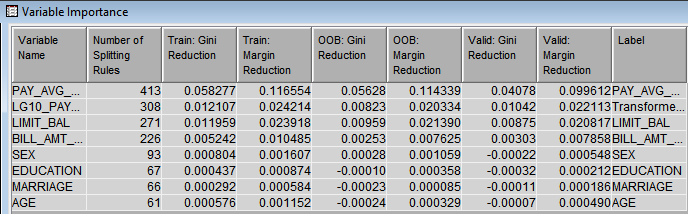 Variable Importance
Variable Name Number of Splitting Rules Train: Gini Reduction Train: Margin Reduction OOB: Gini Reduction OOB: Margin Reduction Valid: Gini Reduction Valid: Margin Reduction Label
PAY_AVG_... 413 0.058277 0.116554 0.05628 0.114339 0.04078 0.099612 PAY_AVG_...
LG10_PAY... 308 0.012107 0.024214 0.00823 0.020334 0.01042 0.022113 Transforme...
LIMIT_BAL 271 0.011959 0.023918 0.00959 0.021390 0.00875 0.020817 LIMIT_BAL
BILL_AMT_... 226 0.005242 0.010485 0.00253 0.007625 0.00303 0.007858 BILL_AMT_...
SEX 93 0.000804 0.001607 0.00028 0.001059 -0.00022 0.000548 SEX
EDUCATION 67 0.000437 0.000874 -0.00010 0.000358 -0.00032 0.000212 EDUCATION
MARRIAGE 66 0.000292 0.000584 -0.00023 0.000085 -0.00011 0.000186 MARRIAGE
AGE 61 0.000576 0.001152 -0.00024 0.000329 -0.00007 0.000490 AGE